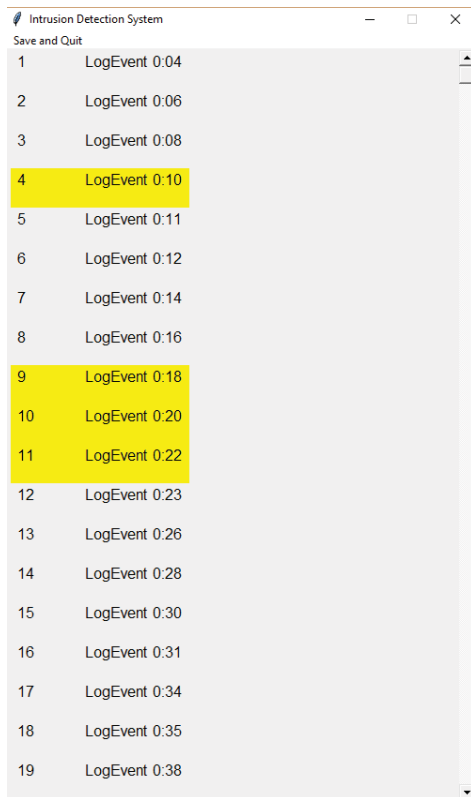 Intrusion Detection System
Save and Quit
1 LogEvent 0:04
2 LogEvent 0:06
3 LogEvent 0:08
4 LogEvent 0:10
5 LogEvent 0:11
6 LogEvent 0:12
7 LogEvent 0:14
8 LogEvent 0:16
9 LogEvent 0:18
10 LogEvent 0:20
11 LogEvent 0:22
12 LogEvent 0:23
13 LogEvent 0:26
14 LogEvent 0:28
15 LogEvent 0:30
16 LogEvent 0:31
17 LogEvent 0:34
18 LogEvent 0:35
19 LogEvent 0:38